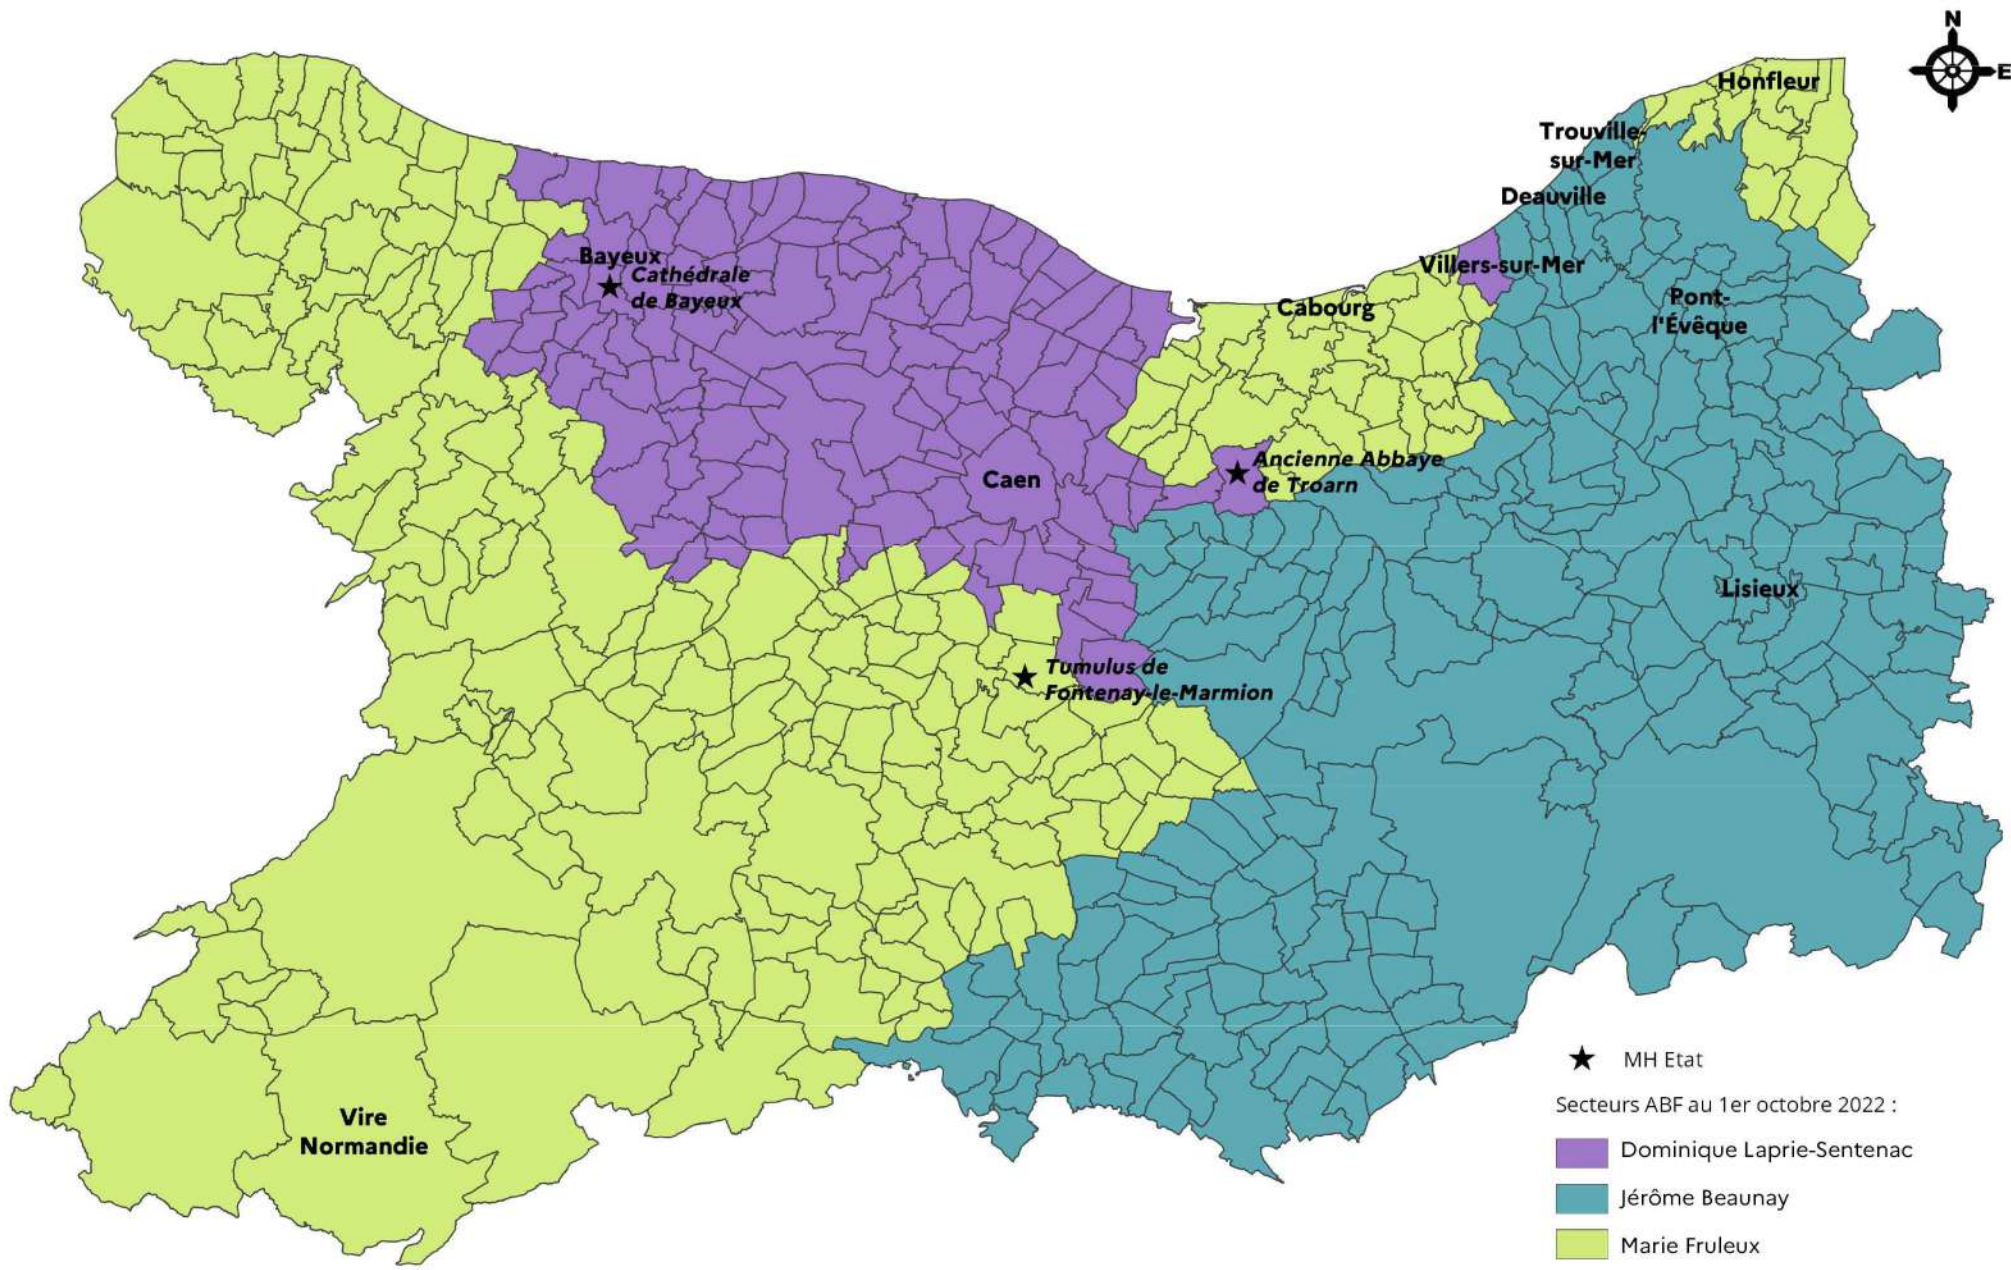 N
E
Honfleur
Trouville-
sur-Mer
Deauville
Villers-sur-Mer
Bayeux
Cathédrale
de Bayeux
Cabourg
Pont-
l'Évêque
Caen
Ancienne Abbaye
de Troarn
Lisieux
Tumulus de
Fontenay-le-Marmion
Vire
Normandie
MH Etat
Secteurs ABF au 1er octobre 2022 :
Dominique Laprie-Sentenac
Jérôme Beaunay
Marie Fruleux